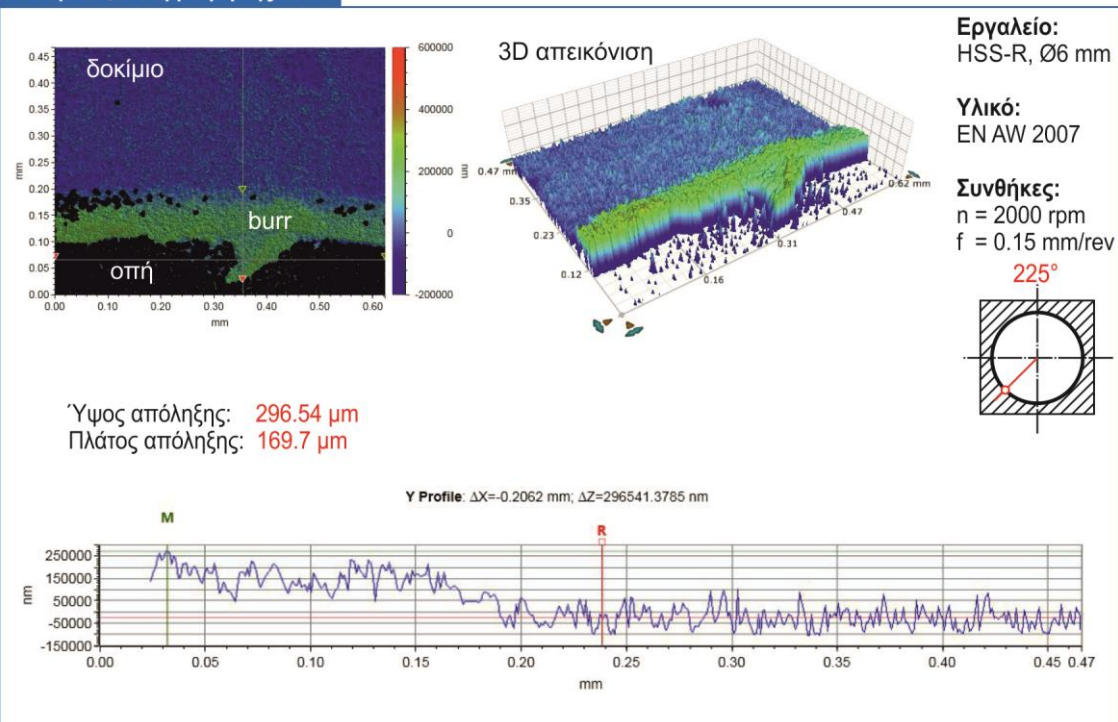 δοκίμιο
burr
οπή
0.45
0.40
0.35
0.30
0.25
0.20
0.15
0.10
0.05
0.00
mm
0.00 0.10 0.20 0.30 0.40 0.50 0.60
mm
600000
400000
200000
0
-200000
nm
3D απεικόνιση
0.47 mm
0.35
0.23
0.12
0.16
0.31
0.47
0.62 mm
Εργαλείο:
HSS-R, Ø6 mm
Υλικό:
EN AW 2007
Συνθήκες:
n = 2000 rpm
f = 0.15 mm/rev
225°
Ύψος απόληξης: 296.54 μm
Πλάτος απόληξης: 169.7 μm
Y Profile: ΔX=-0.2062 mm; ΔZ=296541.3785 nm
M
R
250000
150000
50000
-50000
-150000
nm
0.00 0.05 0.10 0.15 0.20 0.25 0.30 0.35 0.40 0.45 0.47
mm